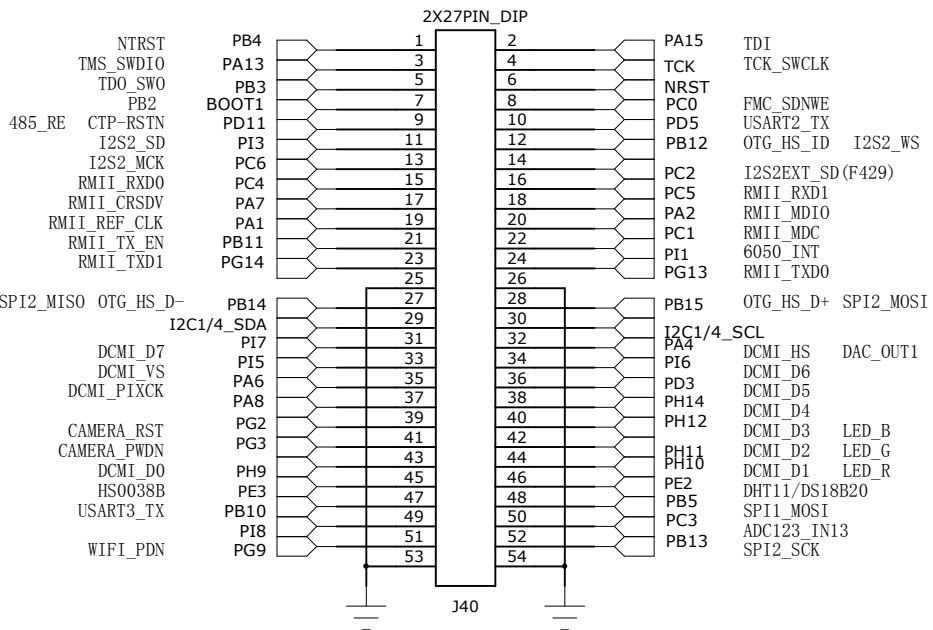 2X27PIN_DIP
NTRST PB4 1 2 PA15 TDI
TMS_SWDIO PA13 3 4 TCK TCK_SWCLK
TDO_SWO PB3 5 6 NRST
PB2 BOOT1 7 8 PC0 FMC_SDNWE
485_RE CTP-RSTN PD11 9 10 PD5 USART2_TX
I2S2_SD PI3 11 12 PB12 OTG_HS_ID I2S2_WS
I2S2_MCK PC6 13 14 PC2 I2S2EXT_SD(F429)
RMII_RXD0 PC4 15 16 PC5 RMII_RXD1
RMII_CRSDV PA7 17 18 PA2 RMII_MDIO
RMII_REF_CLK PA1 19 20 PC1 RMII_MDC
RMII_TX_EN PB11 21 22 PI1 6050_INT
RMII_TXD1 PG14 23 24 PG13 RMII_TXD0
25 26
SPI2_MISO OTG_HS_D- PB14 27 28 PB15 OTG_HS_D+ SPI2_MOSI
I2C1/4_SDA 29 30 I2C1/4_SCL
DCMI_D7 PI7 31 32 PA4 DCMI_HS DAC_OUT1
DCMI_VS PI5 33 34 PI6 DCMI_D6
DCMI_PIXCK PA6 35 36 PD3 DCMI_D5
PA8 37 38 PH14 DCMI_D4
CAMERA_RST PG2 39 40 PH12 DCMI_D3 LED_B
CAMERA_PWDN PG3 41 42 PH11 DCMI_D2 LED_G
DCMI_D0 PH9 43 44 PH10 DCMI_D1 LED_R
HS0038B PE3 45 46 PE2 DHT11/DS18B20
USART3_TX PB10 47 48 PB5 SPI1_MOSI
PI8 49 50 PC3 ADC123_IN13
WIFI_PDN PG9 51 52 PB13 SPI2_SCK
53 54
J40